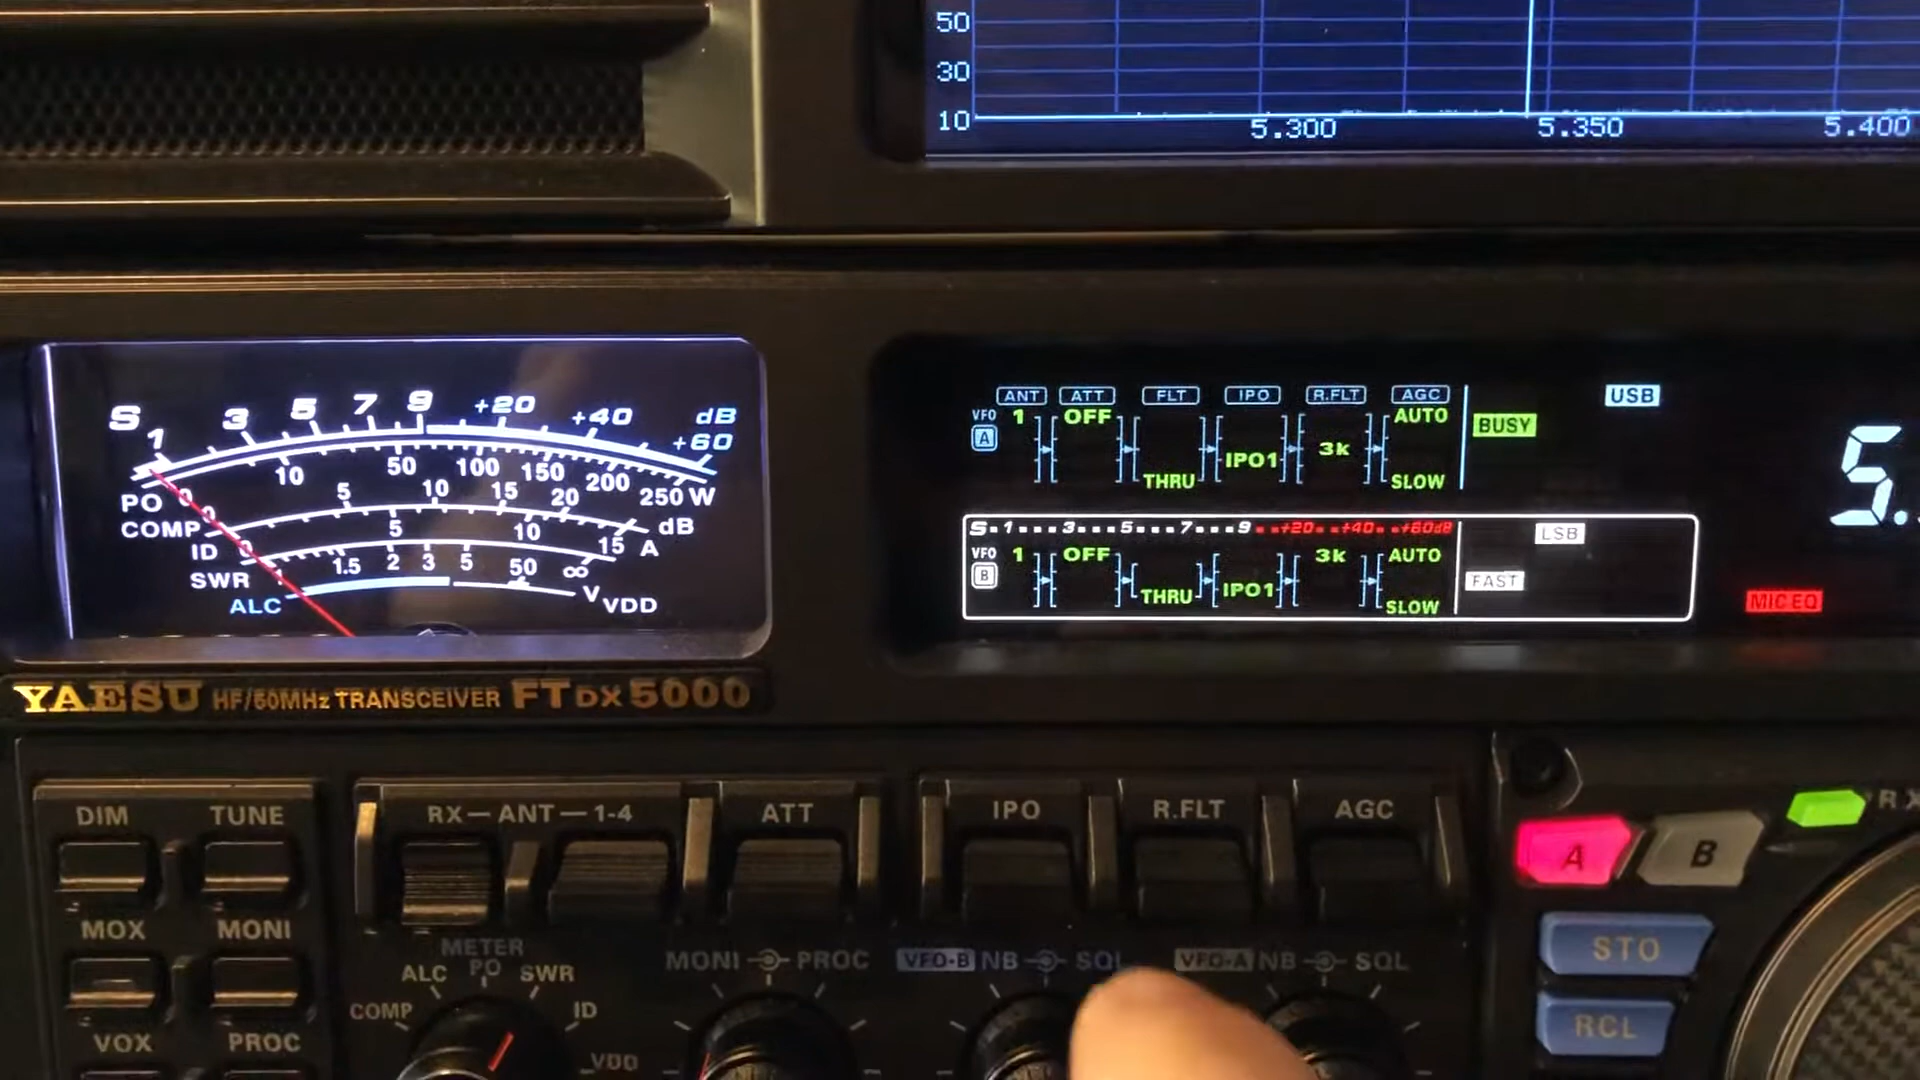 50
30
10
5.300 5.350 5.400
S 1 3 5 7 9 +20 +40 +60 dB
PO 0 10 50 100 150 200 250 W
COMP 0 5 10 15 20 dB
ID 0 5 10 15 A
SWR 1 1.5 2 3 5 50 ∞
ALC V VDD
ANT ATT FLT IPO R.FLT AGC
VFO A 1 OFF THRU IPO1 3k AUTO SLOW
BUSY
USB
5.
S 1 3 5 7 9 +20 +40 +60dB
VFO B 1 OFF THRU IPO1 3k AUTO SLOW
LSB
FAST
MIC EQ
YAESU HF/50MHz TRANSCEIVER FTDX5000
DIM TUNE
RX—ANT—1-4 ATT IPO R.FLT AGC
A B RX
MOX MONI
METER
COMP ALC PO SWR ID VDD
MONI PROC
VFO-B NB SQL
VFO-A NB SQL
STO
RCL
VOX PROC